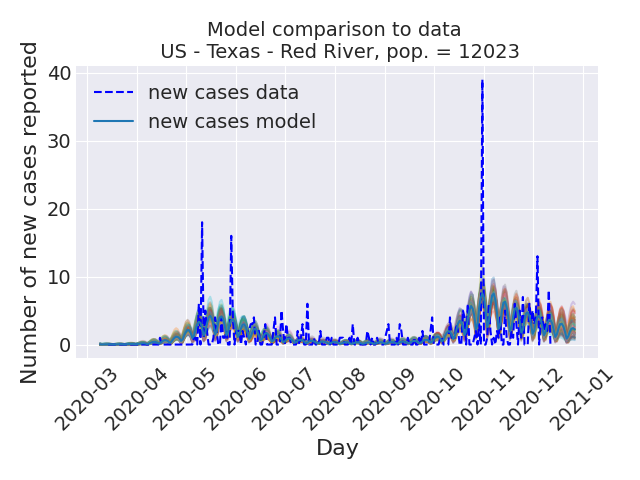 Model comparison to data
US - Texas - Red River, pop. = 12023
Number of new cases reported
40
30
20
10
0
new cases data
new cases model
2020-03
2020-04
2020-05
2020-06
2020-07
2020-08
2020-09
2020-10
2020-11
2020-12
2021-01
Day